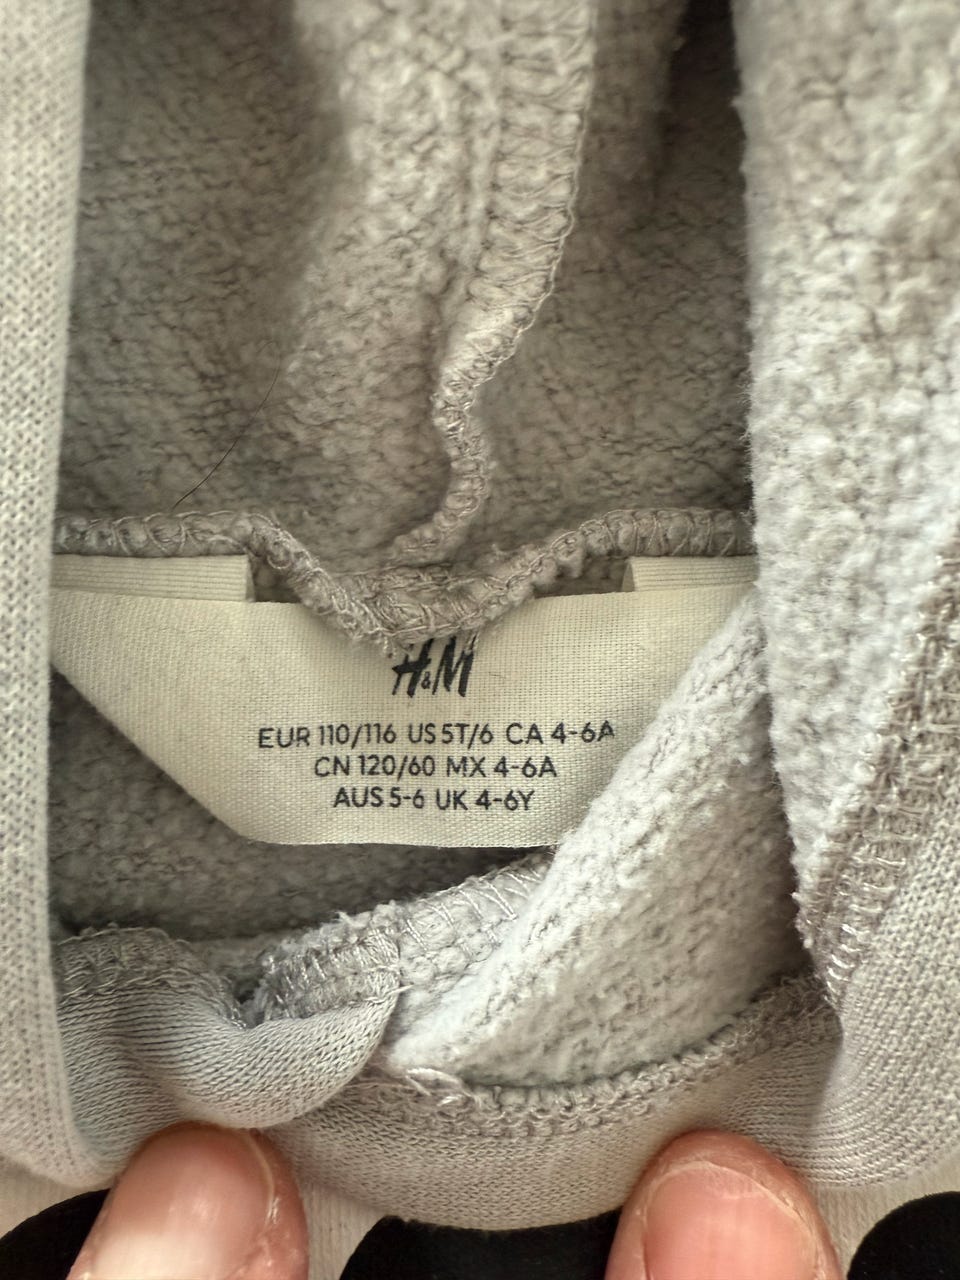 H&M
EUR 110/116 US 5T/6 CA 4-6A
CN 120/60 MX 4-6A
AUS 5-6 UK 4-6Y